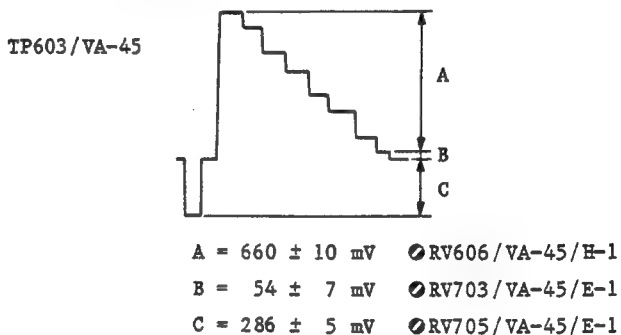 TP603/VA-45
A
B
C
A = 660 ± 10 mV ⊘RV606/VA-45/H-1
B = 54 ± 7 mV ⊘RV703/VA-45/E-1
C = 286 ± 5 mV ⊘RV705/VA-45/E-1